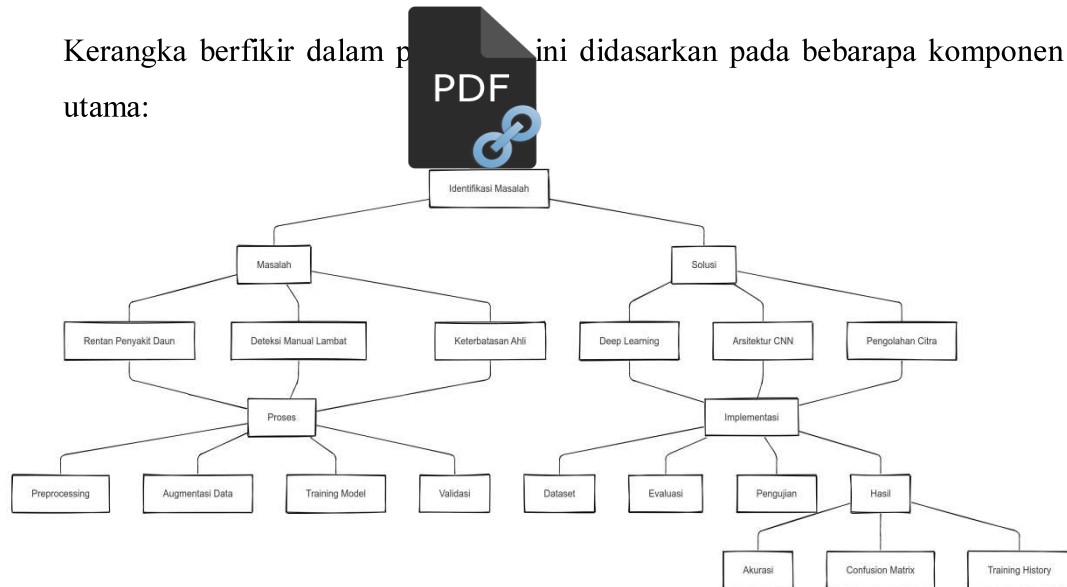 Kerangka berfikir dalam p ini didasarkan pada bebarapa komponen
utama:
PDF
Identifikasi Masalah
Masalah
Solusi
Rentan Penyakit Daun
Deteksi Manual Lambat
Keterbatasan Ahli
Deep Learning
Arsitektur CNN
Pengolahan Citra
Proses
Implementasi
Preprocessing
Augmentasi Data
Training Model
Validasi
Dataset
Evaluasi
Pengujian
Hasil
Akurasi
Confusion Matrix
Training History